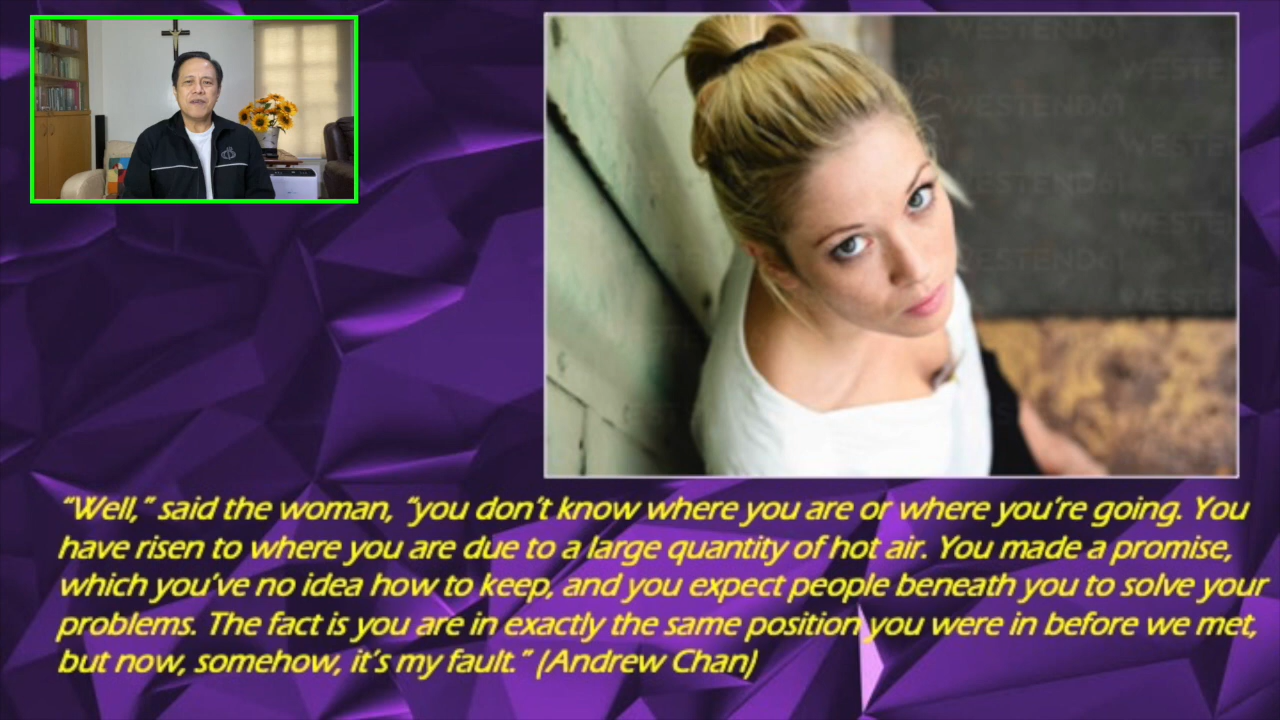 WESTEND61
“Well,” said the woman, “you don’t know where you are or where you’re going. You
have risen to where you are due to a large quantity of hot air. You made a promise,
which you’ve no idea how to keep, and you expect people beneath you to solve your
problems. The fact is you are in exactly the same position you were in before we met,
but now, somehow, it’s my fault.” (Andrew Chan)